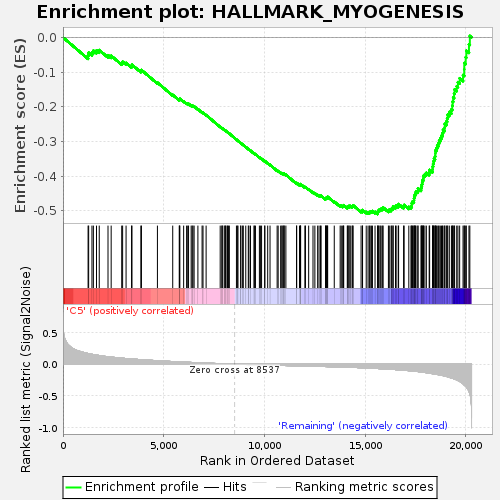 Enrichment plot: HALLMARK_MYOGENESIS
Enrichment score (ES)
0.0
-0.1
-0.2
-0.3
-0.4
-0.5
'C5' (positively correlated)
Ranked list metric (Signal2Noise)
0.5
0.0
-0.5
-1.0
Zero cross at 8537
'Remaining' (negatively correlated)
0
5,000
10,000
15,000
20,000
Rank in Ordered Dataset
Enrichment profile
Hits
Ranking metric scores